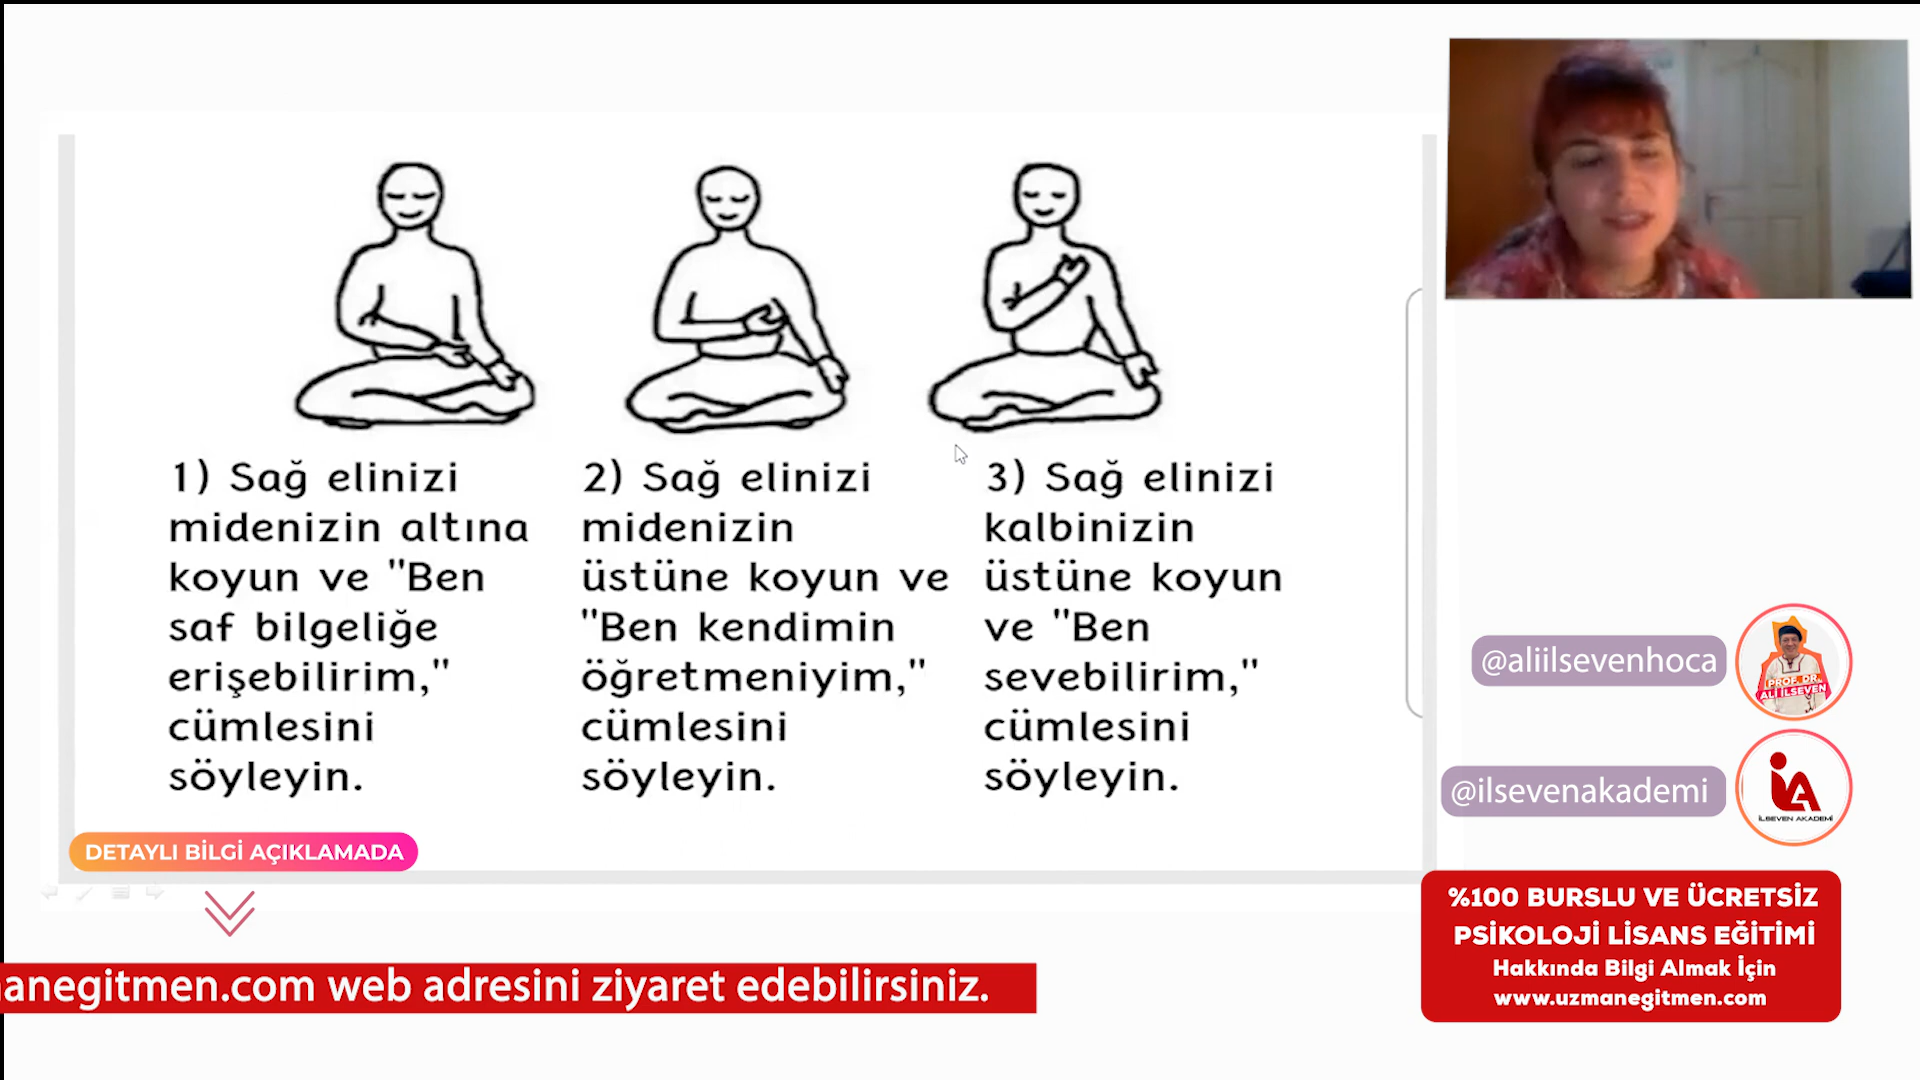 1) Sağ elinizi
midenizin altına
koyun ve "Ben
saf bilgeliğe
erişebilirim,"
cümlesini
söyleyin.
2) Sağ elinizi
midenizin
üstüne koyun ve
"Ben kendimin
öğretmeniyim,"
cümlesini
söyleyin.
3) Sağ elinizi
kalbinizin
üstüne koyun
ve "Ben
sevebilirim,"
cümlesini
söyleyin.
@aliilsevenhoca
PROF. DR.
ALİ İLSEVEN
@ilsevenakademi
İLSEVEN AKADEMİ
DETAYLI BİLGİ AÇIKLAMADA
%100 BURSLU VE ÜCRETSİZ
PSİKOLOJİ LİSANS EĞİTİMİ
Hakkında Bilgi Almak İçin
www.uzmanegitmen.com
anegitmen.com web adresini ziyaret edebilirsiniz.